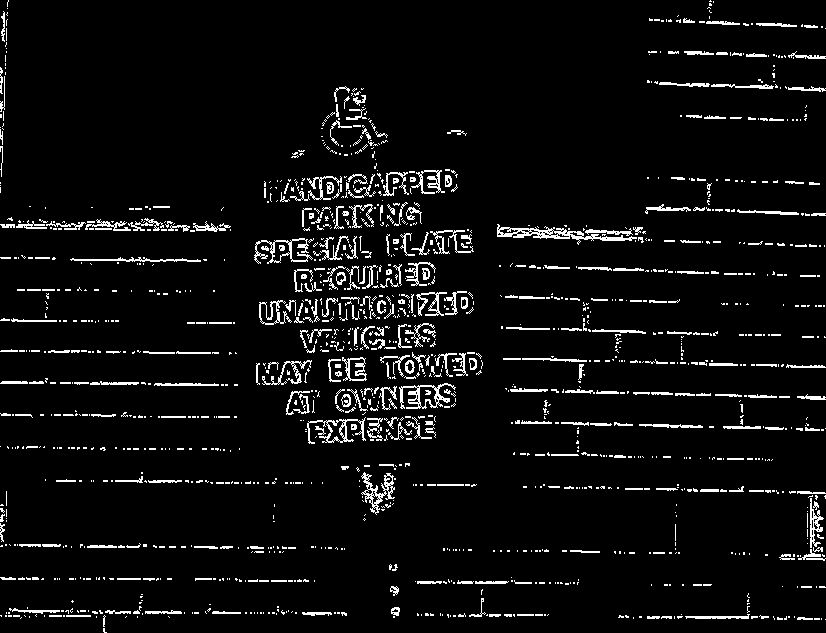 HANDICAPPED
PARKING
SPECIAL PLATE
REQUIRED
UNAUTHORIZED
VEHICLES
MAY BE TOWED
AT OWNERS
EXPENSE